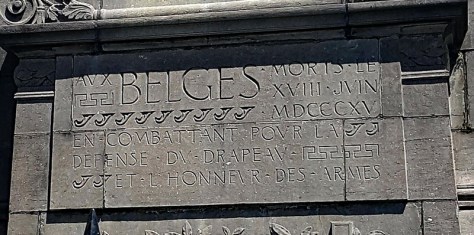 AVX BELGES · MORTS · LE
XVIII · JVIN
MDCCCXV
EN · COMBATTANT · POVR · LA
DEFENSE · DV · DRAPEAV ·
ET · L'HONNEVR · DES · ARMES